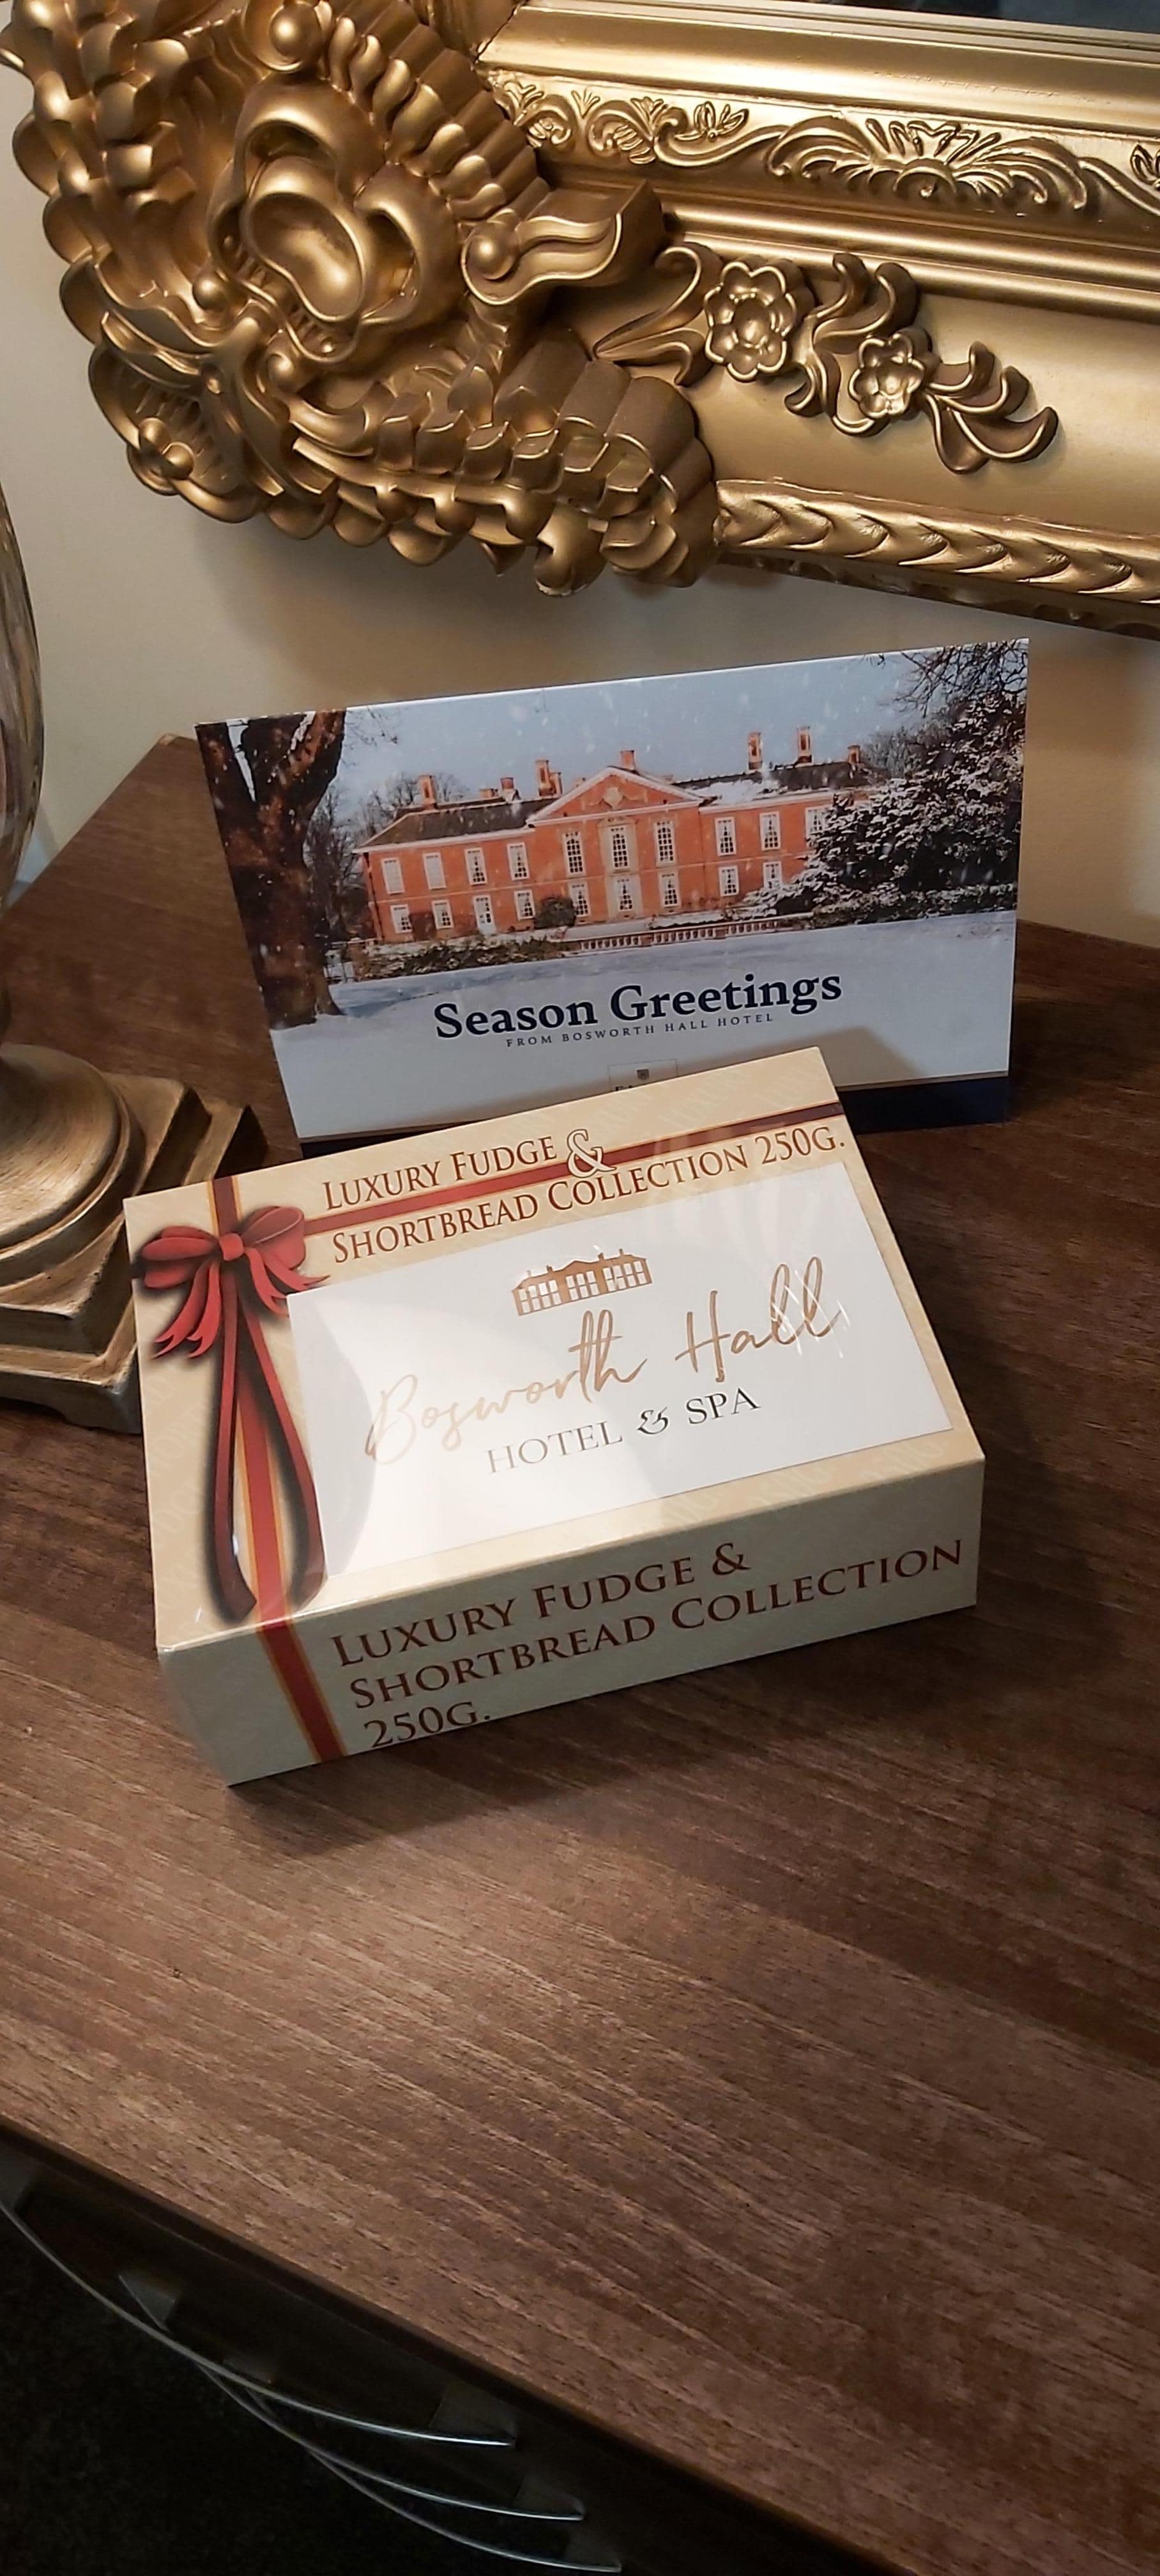 Season Greetings
FROM BOSWORTH HALL HOTEL
LUXURY FUDGE &
SHORTBREAD COLLECTION 250G.
Bosworth Hall
HOTEL & SPA
LUXURY FUDGE &
SHORTBREAD COLLECTION
250G.